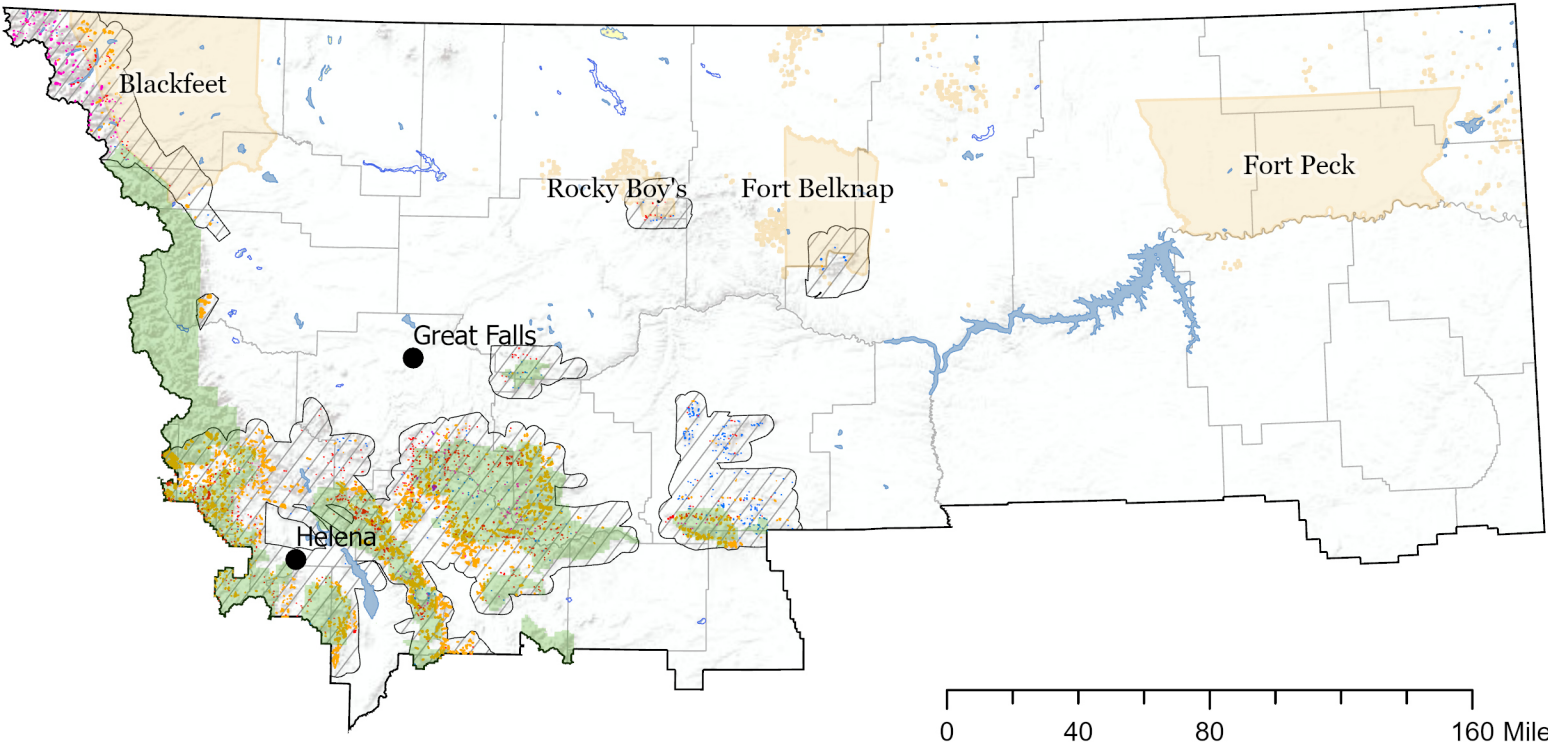 Blackfeet
Fort Peck
Rocky Boy's
Fort Belknap
Great Falls
Helena
0 40 80 160 Mile